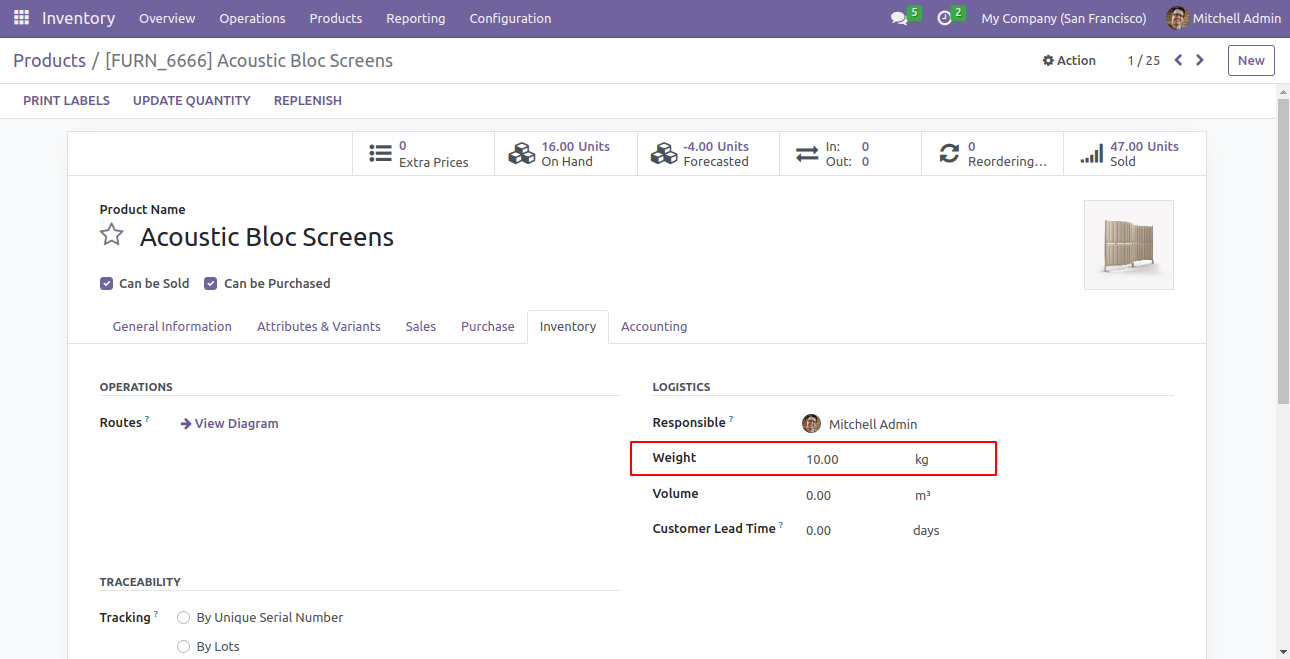 Inventory Overview Operations Products Reporting Configuration 5 2 My Company (San Francisco) Mitchell Admin
Products / [FURN_6666] Acoustic Bloc Screens Action 1 / 25 New
PRINT LABELS UPDATE QUANTITY REPLENISH
0
Extra Prices
16.00 Units
On Hand
-4.00 Units
Forecasted
In: 0
Out: 0
0
Reordering...
47.00 Units
Sold
Product Name
Acoustic Bloc Screens
Can be Sold Can be Purchased
General Information Attributes & Variants Sales Purchase Inventory Accounting
OPERATIONS
Routes ? View Diagram
LOGISTICS
Responsible ? Mitchell Admin
Weight 10.00 kg
Volume 0.00 m³
Customer Lead Time ? 0.00 days
TRACEABILITY
Tracking ? By Unique Serial Number
By Lots